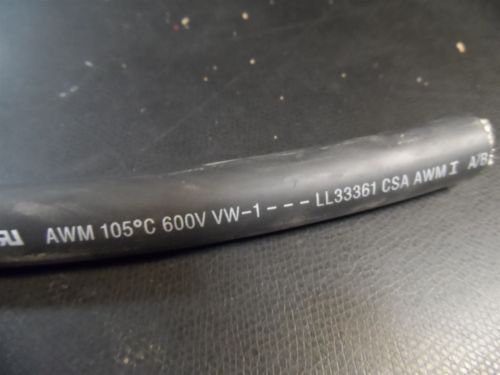 AWM 105°C 600V VW-1 --- LL33361 CSA AWM I A/B